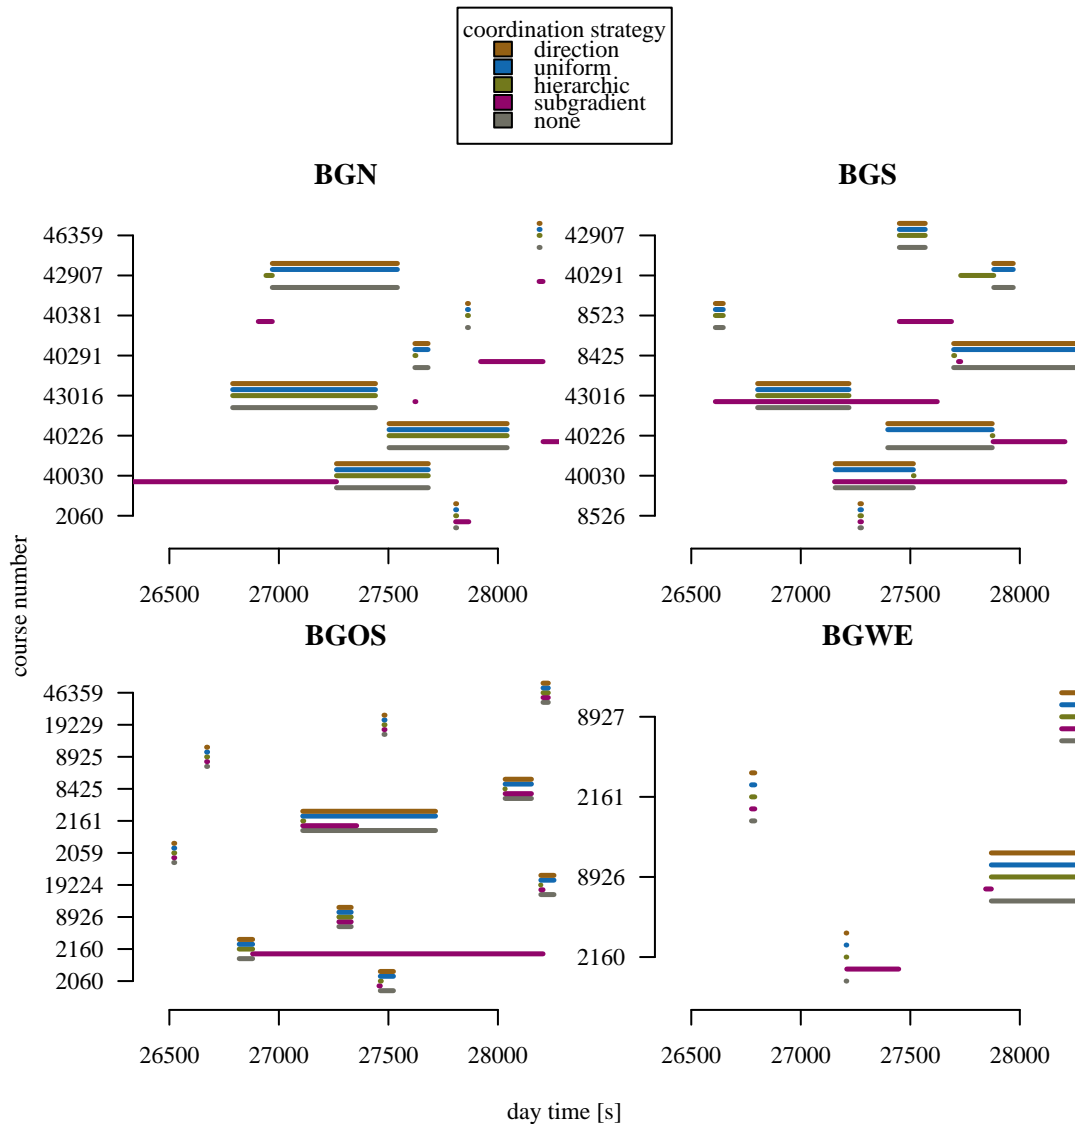 coordination strategy
direction
uniform
hierarchic
subgradient
none
BGN
46359
42907
40381
40291
43016
40226
40030
2060
26500 27000 27500 28000
BGS
42907
40291
8523
8425
43016
40226
40030
8526
26500 27000 27500 28000
course number
BGOS
46359
19229
8925
8425
2161
2059
19224
8926
2160
2060
26500 27000 27500 28000
BGWE
8927
2161
8926
2160
26500 27000 27500 28000
day time [s]